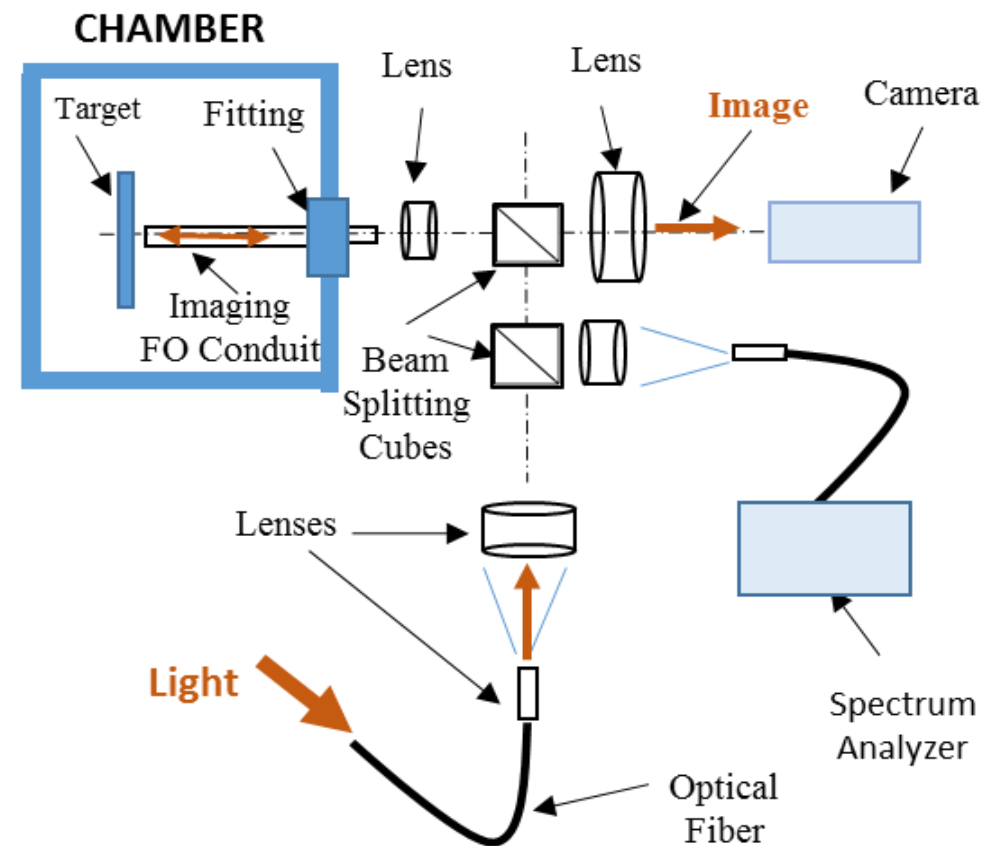 CHAMBER
Lens
Lens
Target
Fitting
Image
Camera
Imaging
FO Conduit
Beam
Splitting
Cubes
Lenses
Light
Spectrum
Analyzer
Optical
Fiber